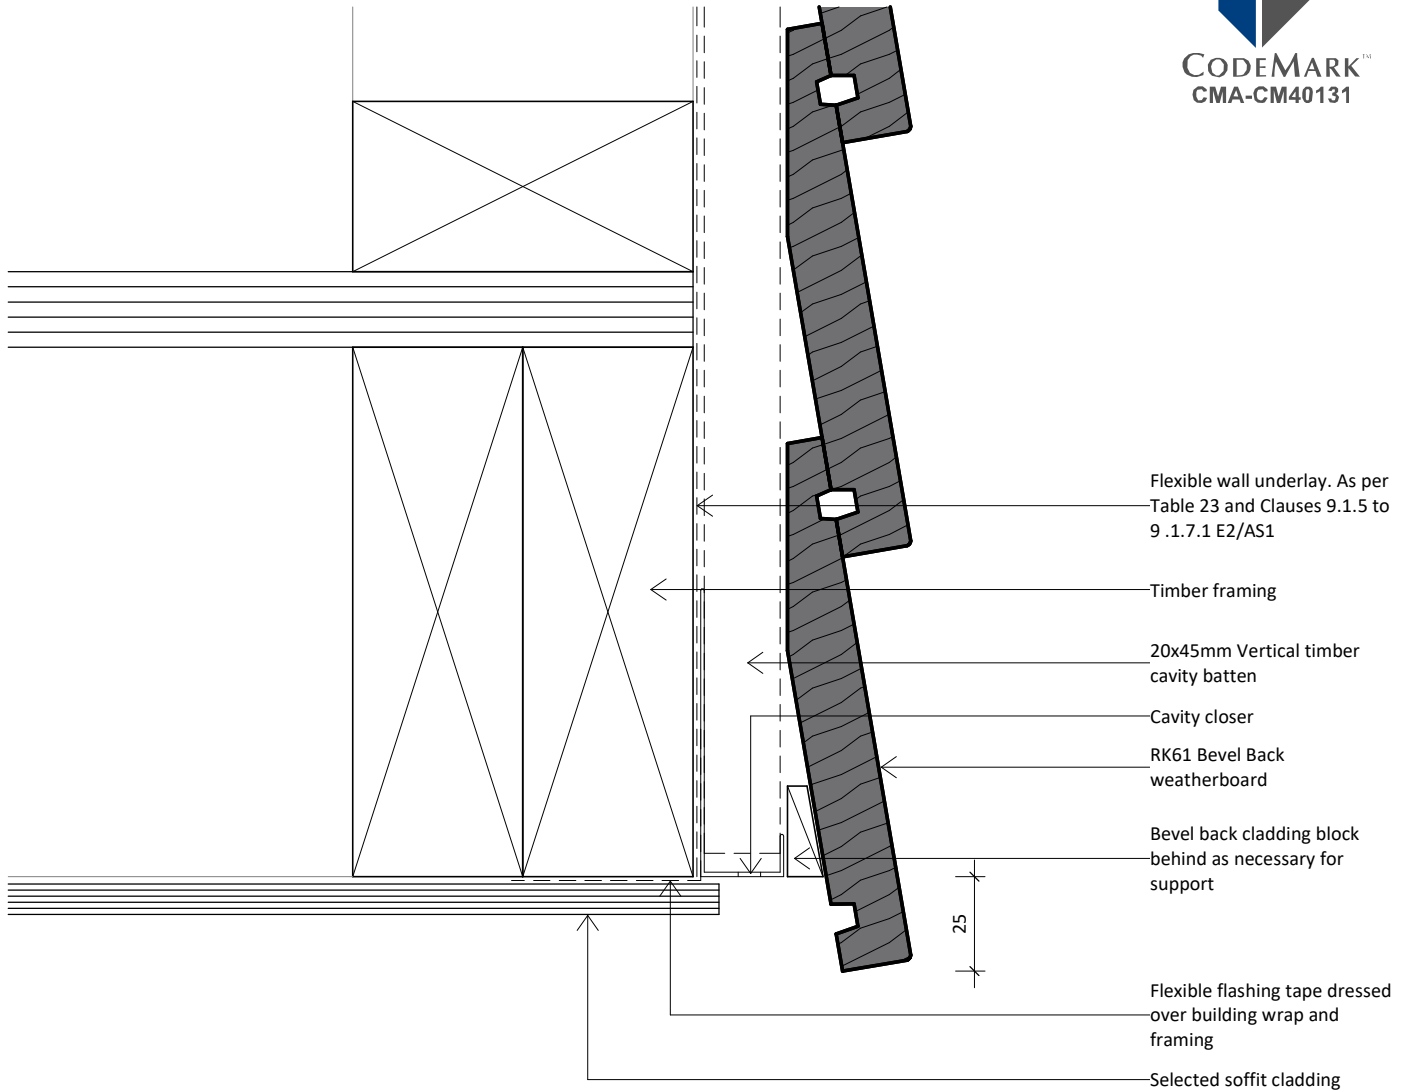 CODEMARK™
CMA-CM40131
Flexible wall underlay. As per
Table 23 and Clauses 9.1.5 to
9 .1.7.1 E2/AS1
Timber framing
20x45mm Vertical timber
cavity batten
Cavity closer
RK61 Bevel Back
weatherboard
Bevel back cladding block
behind as necessary for
support
25
Flexible flashing tape dressed
over building wrap and
framing
Selected soffit cladding